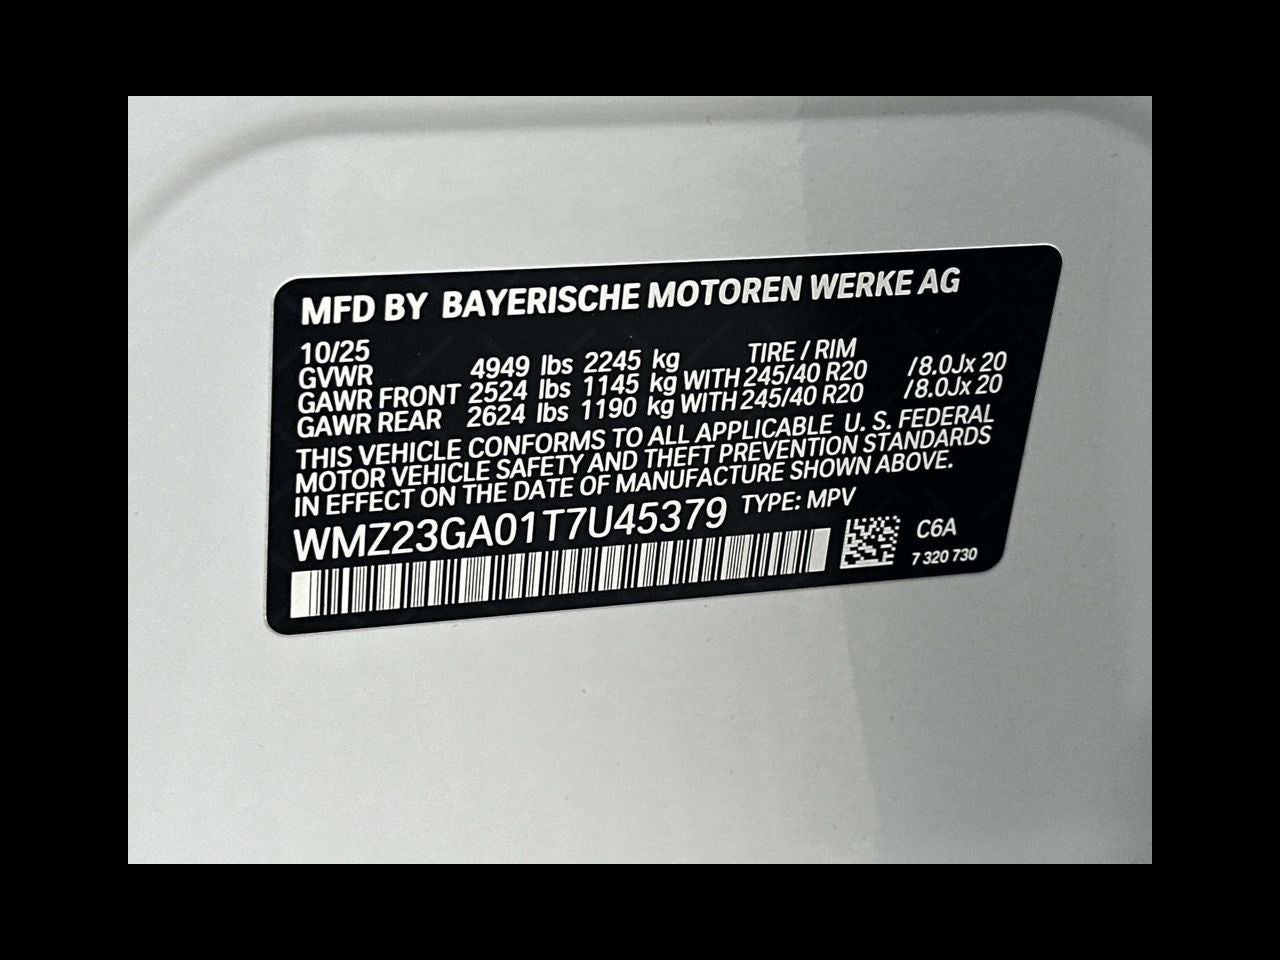 MFD BY BAYERISCHE MOTOREN WERKE AG
10/25 TIRE / RIM
GVWR 4949 lbs 2245 kg
GAWR FRONT 2524 lbs 1145 kg WITH 245/40 R20 /8.0Jx 20
GAWR REAR 2624 lbs 1190 kg WITH 245/40 R20 /8.0Jx 20
THIS VEHICLE CONFORMS TO ALL APPLICABLE U. S. FEDERAL
MOTOR VEHICLE SAFETY AND THEFT PREVENTION STANDARDS
IN EFFECT ON THE DATE OF MANUFACTURE SHOWN ABOVE.
WMZ23GA01T7U45379 TYPE: MPV
C6A
7 320 730